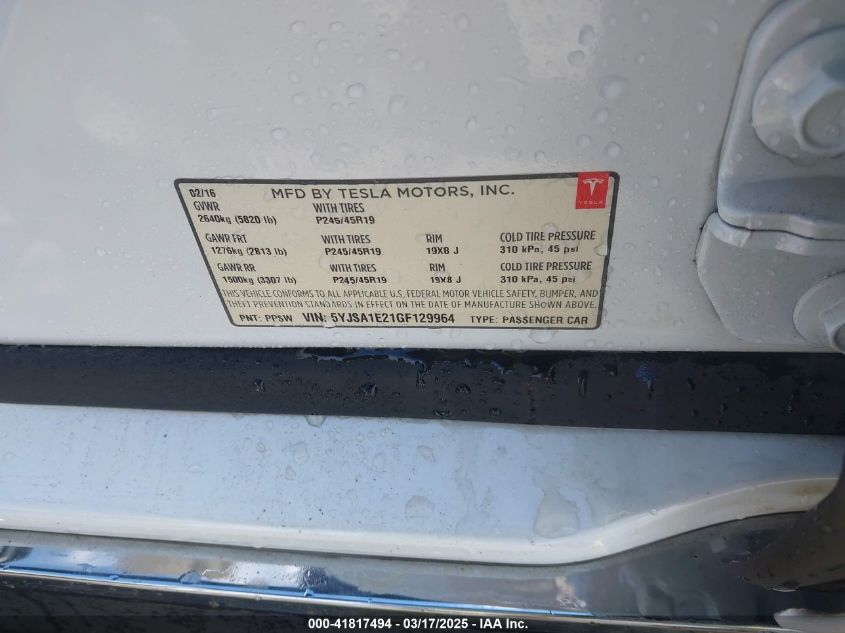 02/16 MFD BY TESLA MOTORS, INC.
TESLA
GVWR WITH TIRES
2640kg (5820 lb) P245/45R19
GAWR FRT WITH TIRES RIM COLD TIRE PRESSURE
1276kg (2813 lb) P245/45R19 19X8 J 310 kPa, 45 psi
GAWR RR WITH TIRES RIM COLD TIRE PRESSURE
1500kg (3307 lb) P245/45R19 19X8 J 310 kPa, 45 psi
THIS VEHICLE CONFORMS TO ALL APPLICABLE U.S. FEDERAL MOTOR VEHICLE SAFETY, BUMPER, AND
THEFT PREVENTION STANDARDS IN EFFECT ON THE DATE OF MANUFACTURE SHOWN ABOVE.
PNT: PPSW VIN: 5YJSA1E21GF129964 TYPE: PASSENGER CAR
000-41817494 - 03/17/2025 - IAA Inc.